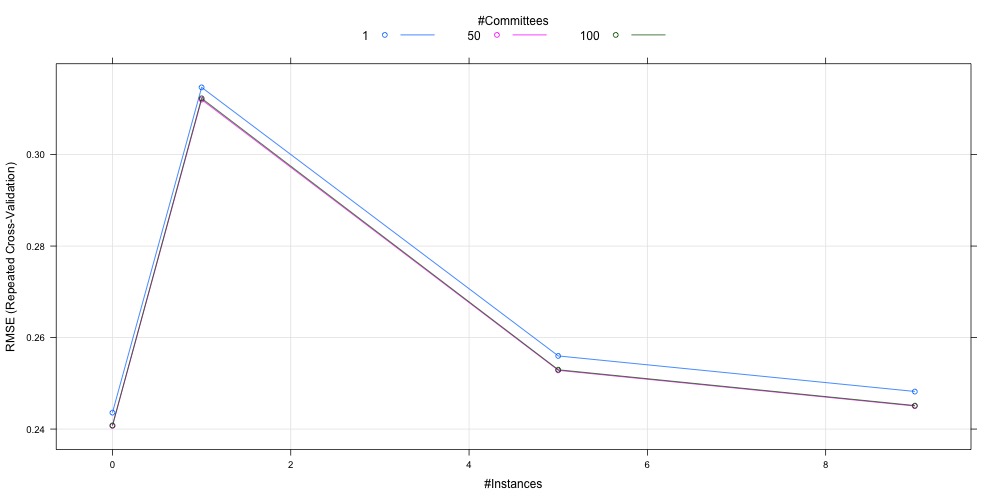 #Committees
1 50 100
RMSE (Repeated Cross-Validation)
0.30
0.28
0.26
0.24
0 2 4 6 8
#Instances